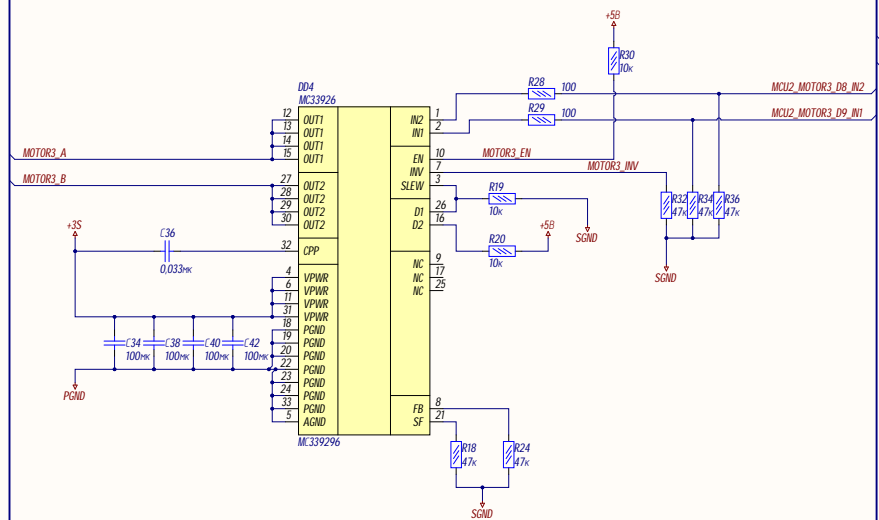 +5В
R30
10к
DD4
MC33926
R28
100
MCU2_MOTOR3_D8_IN2
R29
100
MCU2_MOTOR3_D9_IN1
12 OUT1 IN2 1
13 OUT1 IN1 2
14 OUT1
15 OUT1 EN 10
MOTOR3_A
MOTOR3_EN
INV 7
MOTOR3_INV
MOTOR3_B
27 OUT2 SLEW 3
28 OUT2
29 OUT2 D1 26
30 OUT2 D2 16
R19
10к
SGND
+5В
R20
10к
R32
47к
R34
47к
R36
47к
SGND
+3S
C36
0,033мк
32 CPP
NC 9
NC 17
NC 25
4 VPWR
6 VPWR
11 VPWR
31 VPWR
18 PGND
19 PGND
20 PGND
22 PGND
23 PGND
24 PGND
33 PGND
5 AGND
C34
100мк
C38
100мк
C40
100мк
C42
100мк
PGND
FB 8
SF 21
MC339296
R18
47к
R24
47к
SGND